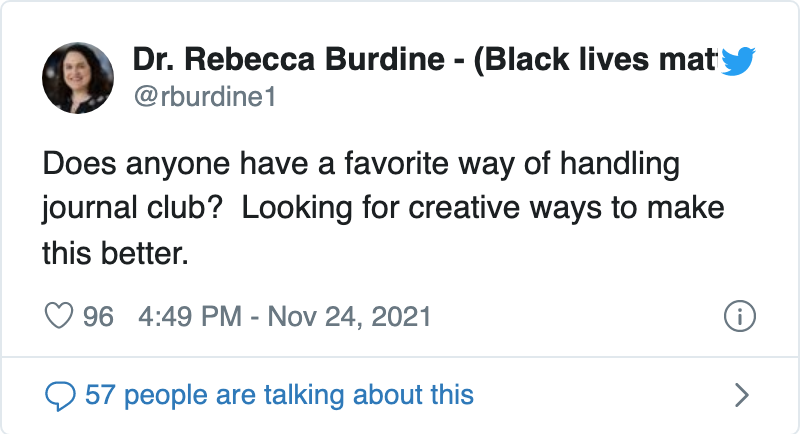 Dr. Rebecca Burdine - (Black lives mat
@rburdine1
Does anyone have a favorite way of handling
journal club?  Looking for creative ways to make
this better.
96 4:49 PM - Nov 24, 2021
57 people are talking about this